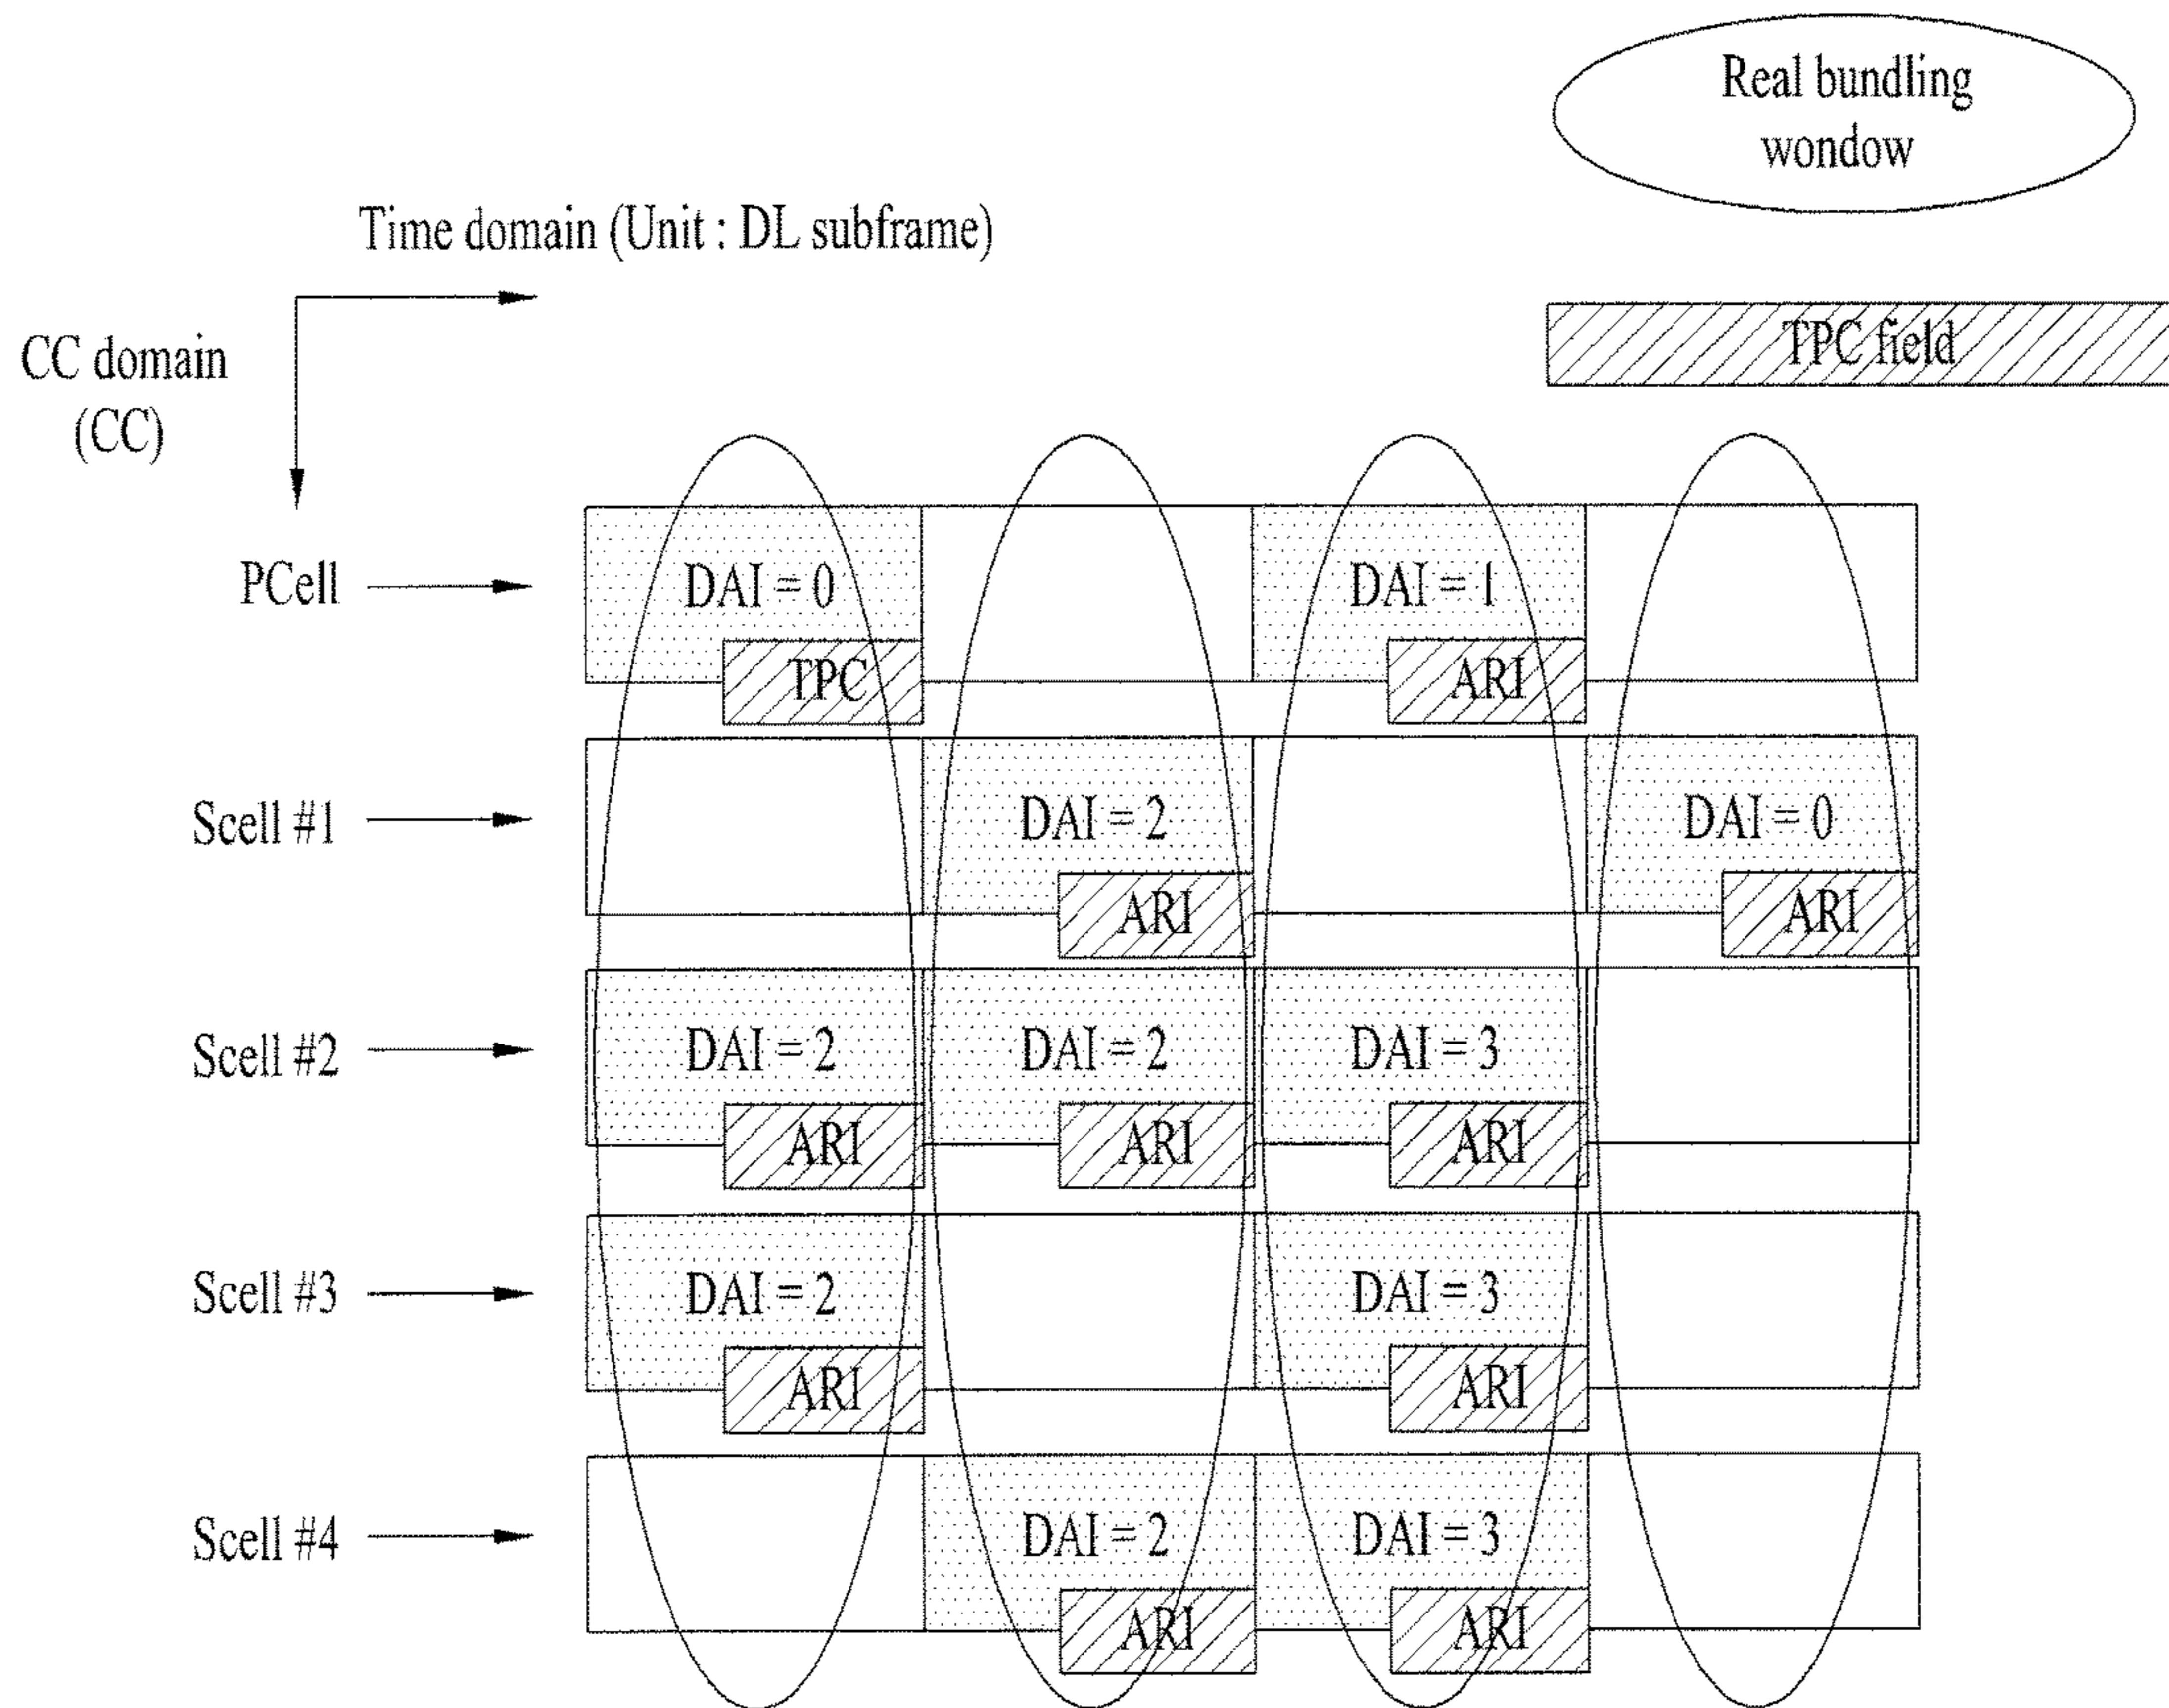 Real bundling
wondow
Time domain (Unit : DL subframe)
TPC field
CC domain
(CC)
PCell
DAI = 0
DAI = 1
TPC
ARI
Scell #1
DAI = 2
DAI = 0
ARI
ARI
Scell #2
DAI = 2
DAI = 2
DAI = 3
ARI
ARI
ARI
Scell #3
DAI = 2
DAI = 3
ARI
ARI
Scell #4
DAI = 2
DAI = 3
ARI
ARI